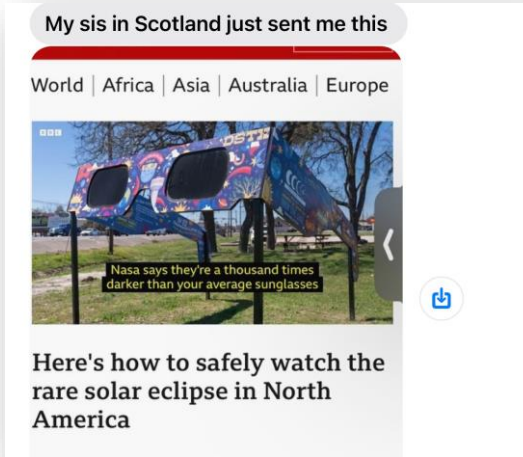 My sis in Scotland just sent me this
World | Africa | Asia | Australia | Europe
BBC
Nasa says they're a thousand times
darker than your average sunglasses
Here's how to safely watch the
rare solar eclipse in North
America